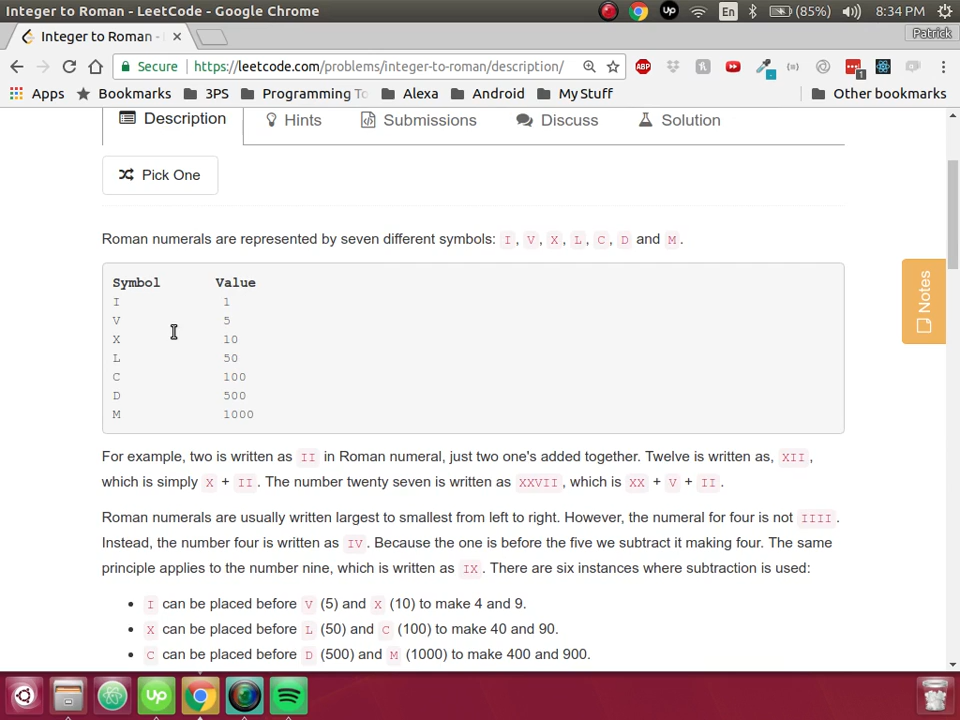 Integer to Roman - LeetCode - Google Chrome En (85%) 8:34 PM
Integer to Roman - Patrick
Secure https://leetcode.com/problems/integer-to-roman/description/ ABP 1
Apps Bookmarks 3PS Programming To Alexa Android My Stuff Other bookmarks
Description Hints Submissions Discuss Solution
Pick One
Roman numerals are represented by seven different symbols: I, V, X, L, C, D and M.
Symbol Value
I 1
V 5
X 10
L 50
C 100
D 500
M 1000
Notes
For example, two is written as II in Roman numeral, just two one's added together. Twelve is written as, XII,
which is simply X + II. The number twenty seven is written as XXVII, which is XX + V + II.
Roman numerals are usually written largest to smallest from left to right. However, the numeral for four is not IIII.
Instead, the number four is written as IV. Because the one is before the five we subtract it making four. The same
principle applies to the number nine, which is written as IX. There are six instances where subtraction is used:
• I can be placed before V (5) and X (10) to make 4 and 9.
• X can be placed before L (50) and C (100) to make 40 and 90.
• C can be placed before D (500) and M (1000) to make 400 and 900.